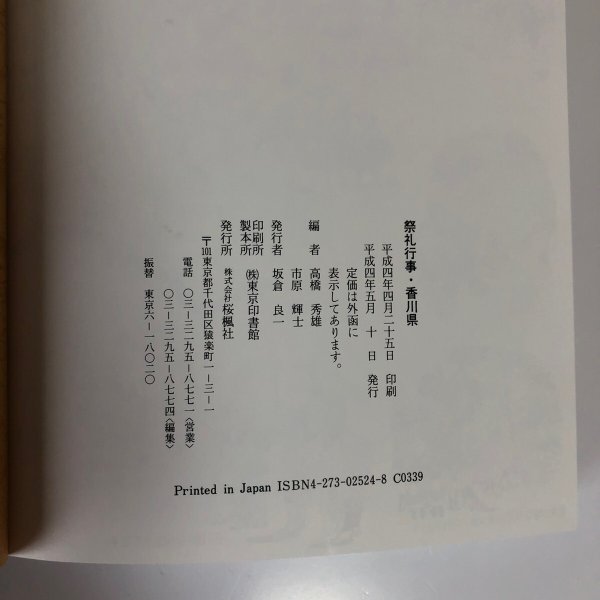 祭礼行事・香川県
平成四年四月二十五日 印刷
平成四年五月 十 日 発行
定価は外函に
表示してあります。
編 者 高橋 秀雄
市原 輝士
発行者 坂倉 良一
印刷所
製本所 ㈱東京印書館
発行所 株式会社桜楓社
〒101東京都千代田区猿楽町一–三–一
電話 〇三–三二九五–八七七一〈営業〉
〇三–三二九五–八七七四〈編集〉
振替 東京六–一八〇二〇
Printed in Japan ISBN4-273-02524-8 C0339